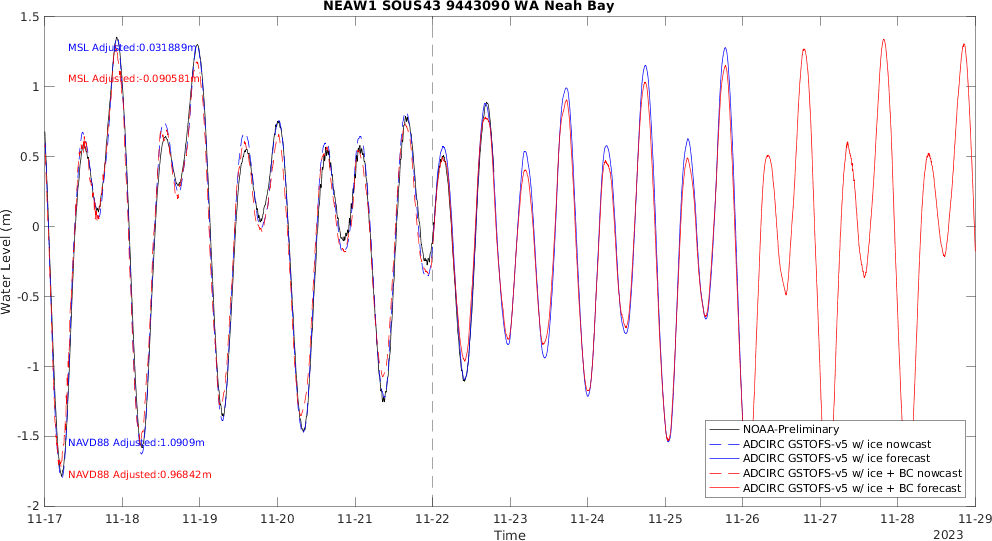 NEAW1 SOUS43 9443090 WA Neah Bay
MSL Adjusted:0.031889m
MSL Adjusted:-0.090581m
NAVD88 Adjusted:1.0909m
NAVD88 Adjusted:0.96842m
Water Level (m)
1.5
1
0.5
0
-0.5
-1
-1.5
-2
NOAA-Preliminary
ADCIRC GSTOFS-v5 w/ ice nowcast
ADCIRC GSTOFS-v5 w/ ice forecast
ADCIRC GSTOFS-v5 w/ ice + BC nowcast
ADCIRC GSTOFS-v5 w/ ice + BC forecast
11-17 11-18 11-19 11-20 11-21 11-22 11-23 11-24 11-25 11-26 11-27 11-28 11-29
Time
2023